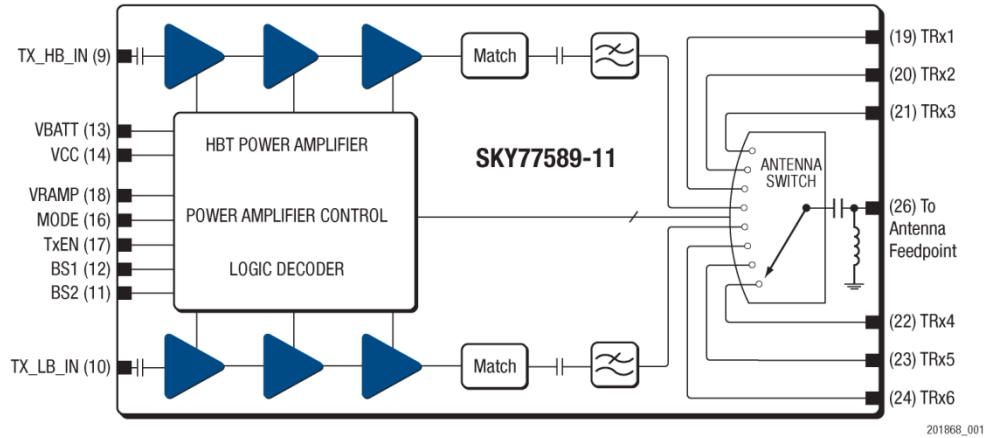 TX_HB_IN (9)
VBATT (13)
VCC (14)
VRAMP (18)
MODE (16)
TxEN (17)
BS1 (12)
BS2 (11)
TX_LB_IN (10)
HBT POWER AMPLIFIER
POWER AMPLIFIER CONTROL
LOGIC DECODER
Match
Match
SKY77589-11
ANTENNA
SWITCH
(19) TRx1
(20) TRx2
(21) TRx3
(26) To
Antenna
Feedpoint
(22) TRx4
(23) TRx5
(24) TRx6
201868_001